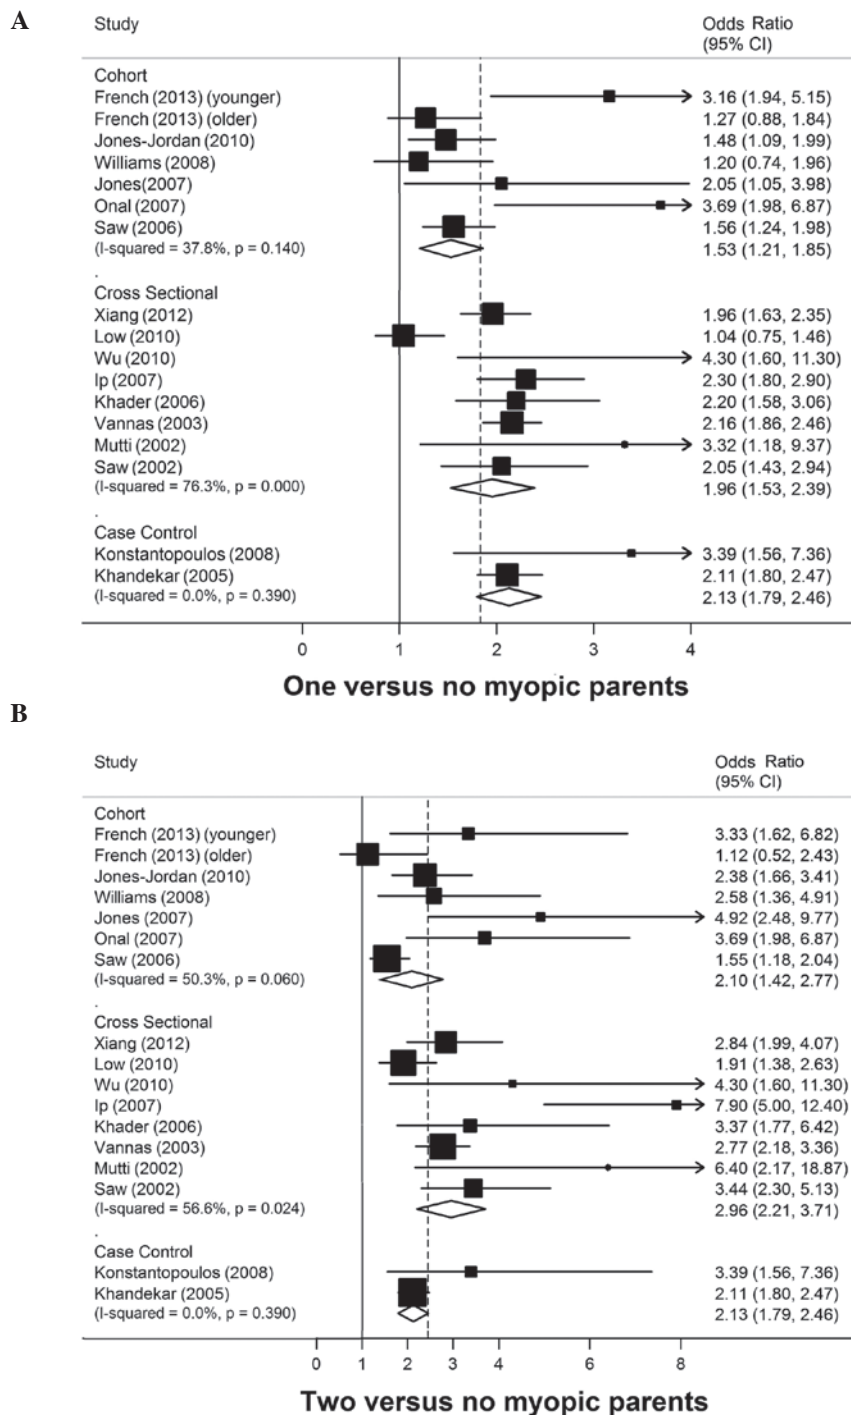 A
Study Odds Ratio
(95% CI)
Cohort
French (2013) (younger) 3.16 (1.94, 5.15)
French (2013) (older) 1.27 (0.88, 1.84)
Jones-Jordan (2010) 1.48 (1.09, 1.99)
Williams (2008) 1.20 (0.74, 1.96)
Jones(2007) 2.05 (1.05, 3.98)
Onal (2007) 3.69 (1.98, 6.87)
Saw (2006) 1.56 (1.24, 1.98)
(I-squared = 37.8%, p = 0.140) 1.53 (1.21, 1.85)
.
Cross Sectional
Xiang (2012) 1.96 (1.63, 2.35)
Low (2010) 1.04 (0.75, 1.46)
Wu (2010) 4.30 (1.60, 11.30)
Ip (2007) 2.30 (1.80, 2.90)
Khader (2006) 2.20 (1.58, 3.06)
Vannas (2003) 2.16 (1.86, 2.46)
Mutti (2002) 3.32 (1.18, 9.37)
Saw (2002) 2.05 (1.43, 2.94)
(I-squared = 76.3%, p = 0.000) 1.96 (1.53, 2.39)
.
Case Control
Konstantopoulos (2008) 3.39 (1.56, 7.36)
Khandekar (2005) 2.11 (1.80, 2.47)
(I-squared = 0.0%, p = 0.390) 2.13 (1.79, 2.46)
0 1 2 3 4
One versus no myopic parents
B
Study Odds Ratio
(95% CI)
Cohort
French (2013) (younger) 3.33 (1.62, 6.82)
French (2013) (older) 1.12 (0.52, 2.43)
Jones-Jordan (2010) 2.38 (1.66, 3.41)
Williams (2008) 2.58 (1.36, 4.91)
Jones (2007) 4.92 (2.48, 9.77)
Onal (2007) 3.69 (1.98, 6.87)
Saw (2006) 1.55 (1.18, 2.04)
(I-squared = 50.3%, p = 0.060) 2.10 (1.42, 2.77)
.
Cross Sectional
Xiang (2012) 2.84 (1.99, 4.07)
Low (2010) 1.91 (1.38, 2.63)
Wu (2010) 4.30 (1.60, 11.30)
Ip (2007) 7.90 (5.00, 12.40)
Khader (2006) 3.37 (1.77, 6.42)
Vannas (2003) 2.77 (2.18, 3.36)
Mutti (2002) 6.40 (2.17, 18.87)
Saw (2002) 3.44 (2.30, 5.13)
(I-squared = 56.6%, p = 0.024) 2.96 (2.21, 3.71)
.
Case Control
Konstantopoulos (2008) 3.39 (1.56, 7.36)
Khandekar (2005) 2.11 (1.80, 2.47)
(I-squared = 0.0%, p = 0.390) 2.13 (1.79, 2.46)
0 1 2 3 4 6 8
Two versus no myopic parents